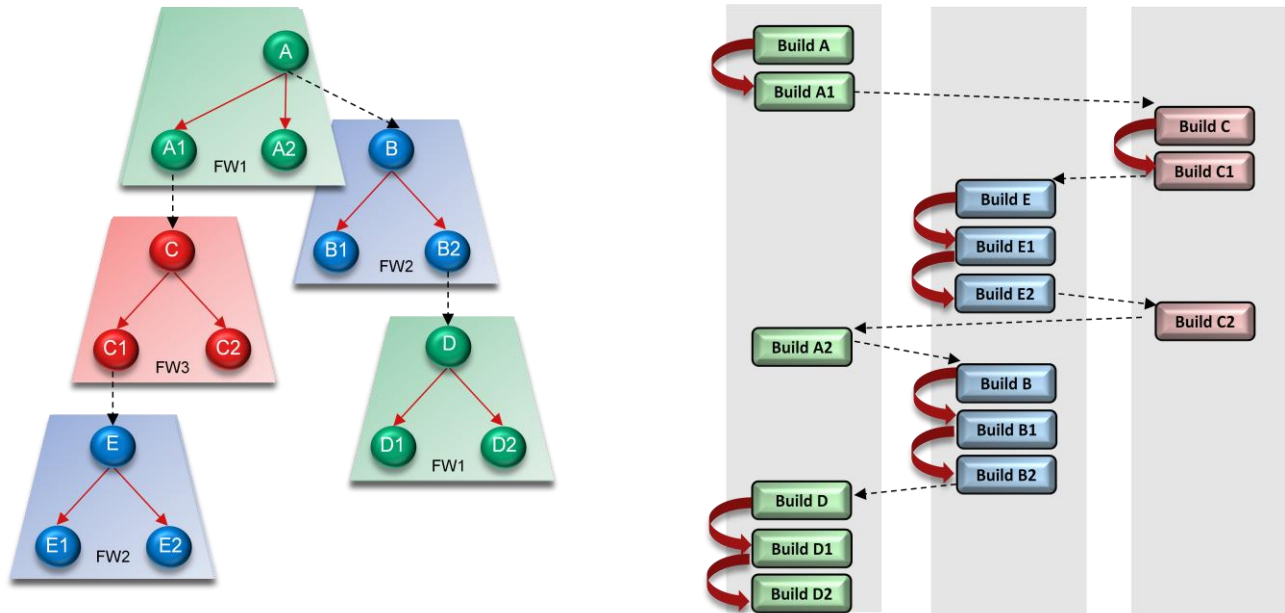 A
A1
A2
FW1
B
B1
B2
FW2
C
C1
C2
FW3
D
D1
D2
FW1
E
E1
E2
FW2
Build A
Build A1
Build C
Build C1
Build E
Build E1
Build E2
Build C2
Build A2
Build B
Build B1
Build B2
Build D
Build D1
Build D2